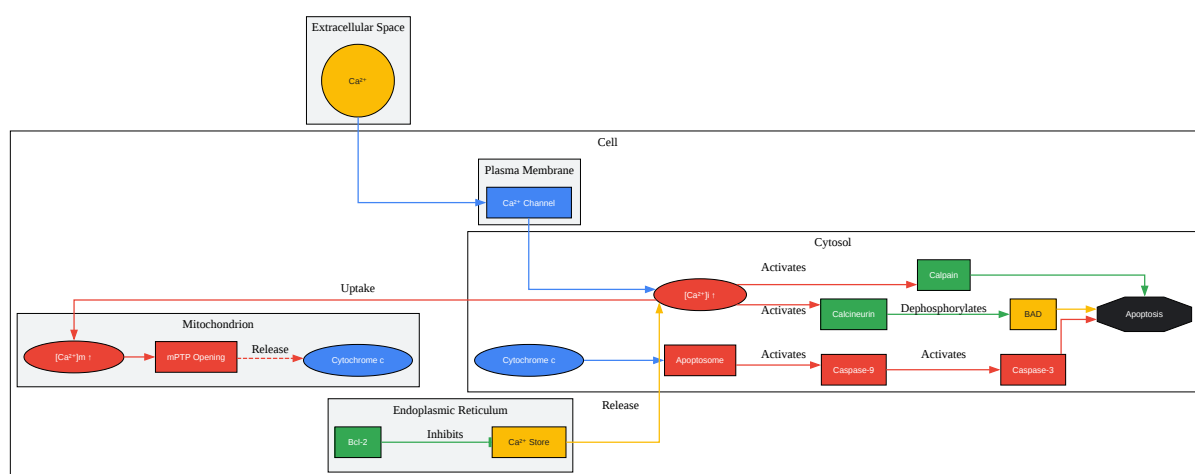 Extracellular Space
Ca²⁺
Cell
Plasma Membrane
Ca²⁺ Channel
Cytosol
Activates
Calpain
Uptake
[Ca²⁺]i ↑
Activates
Calcineurin
Dephosphorylates
BAD
Apoptosis
Mitochondrion
[Ca²⁺]m ↑
mPTP Opening
Release
Cytochrome c
Cytochrome c
Apoptosome
Activates
Caspase-9
Activates
Caspase-3
Endoplasmic Reticulum
Release
Bcl-2
Inhibits
Ca²⁺ Store